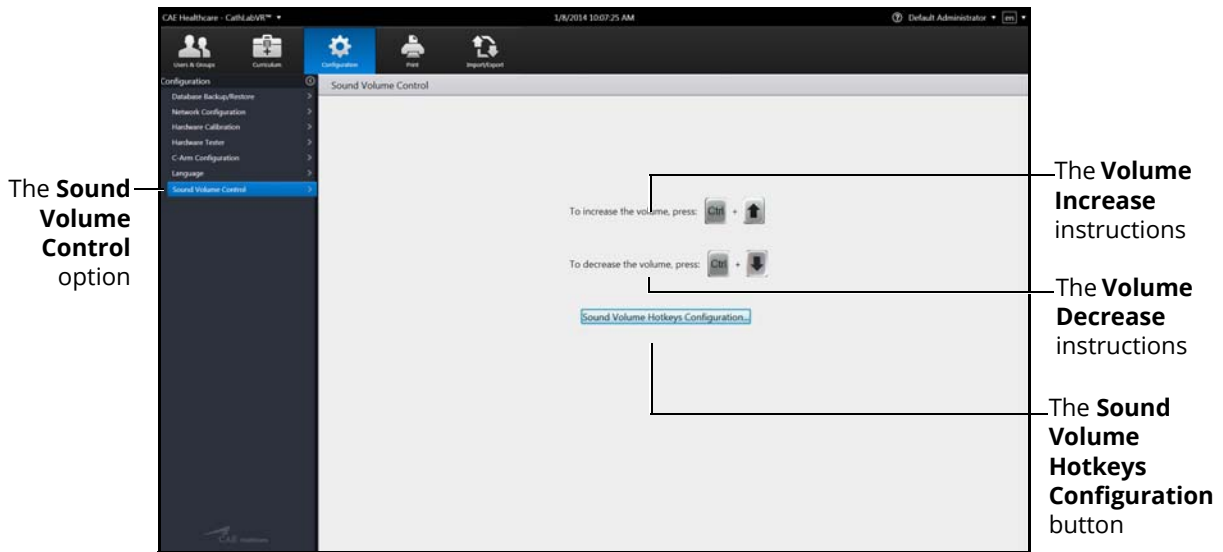 CAE Healthcare - CathLabVR™
1/8/2014 10:07:25 AM
Default Administrator
en
Users & Groups
Curriculum
Configuration
Print
Import/Export
Configuration
Database Backup/Restore
Network Configuration
Hardware Calibration
Hardware Tester
C-Arm Configuration
Language
Sound Volume Control
Sound Volume Control
To increase the volume, press: Ctrl +
To decrease the volume, press: Ctrl +
Sound Volume Hotkeys Configuration...
CAE Healthcare
The Sound
Volume
Control
option
The Volume
Increase
instructions
The Volume
Decrease
instructions
The Sound
Volume
Hotkeys
Configuration
button